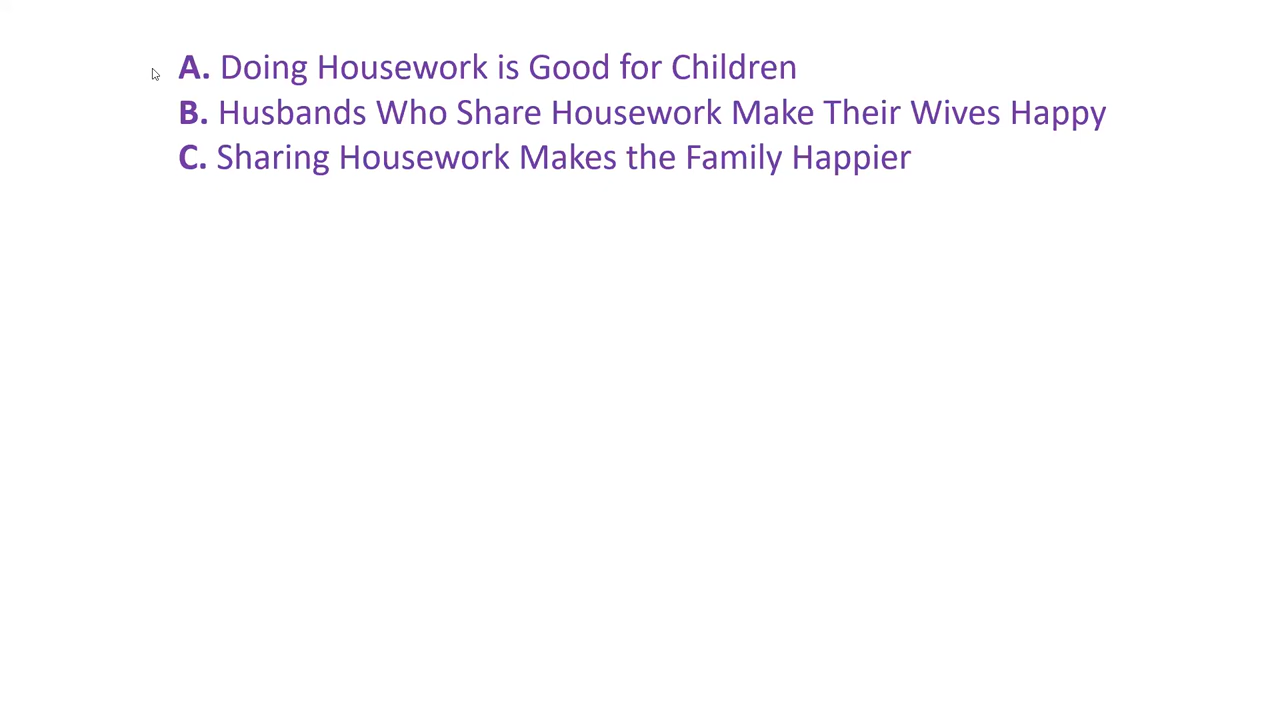 A. Doing Housework is Good for Children
B. Husbands Who Share Housework Make Their Wives Happy
C. Sharing Housework Makes the Family Happier